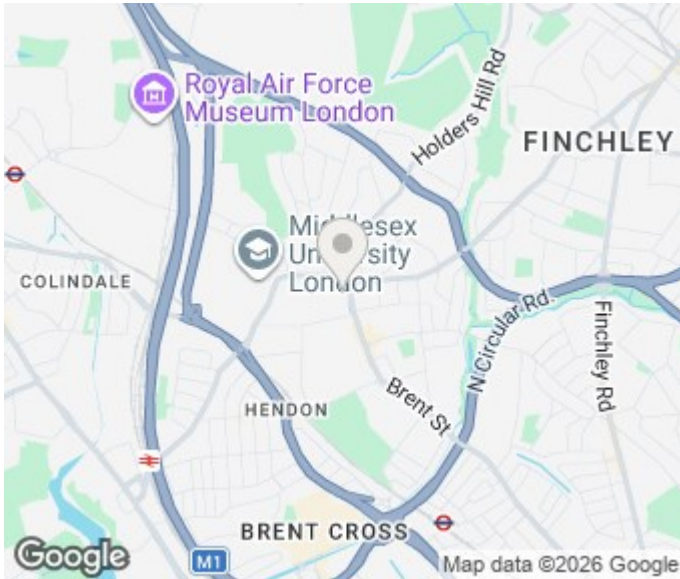 Royal Air Force
Museum London
Holders Hill Rd
FINCHLEY
Middlesex
University
London
COLINDALE
N Circular Rd.
Finchley Rd
Brent St
HENDON
BRENT CROSS
Google
M1
Map data ©2026 Google